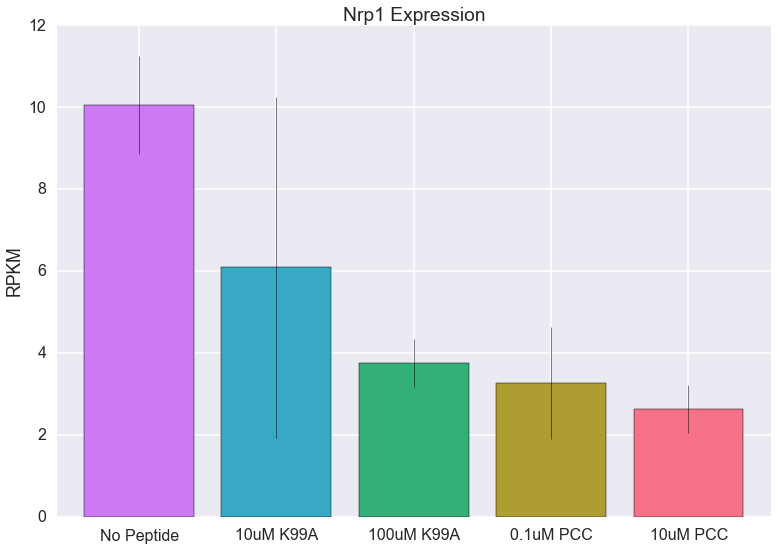 Nrp1 Expression
12
10
8
6
4
2
0
RPKM
No Peptide
10uM K99A
100uM K99A
0.1uM PCC
10uM PCC